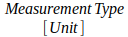 Measurement Type
[ Unit ]